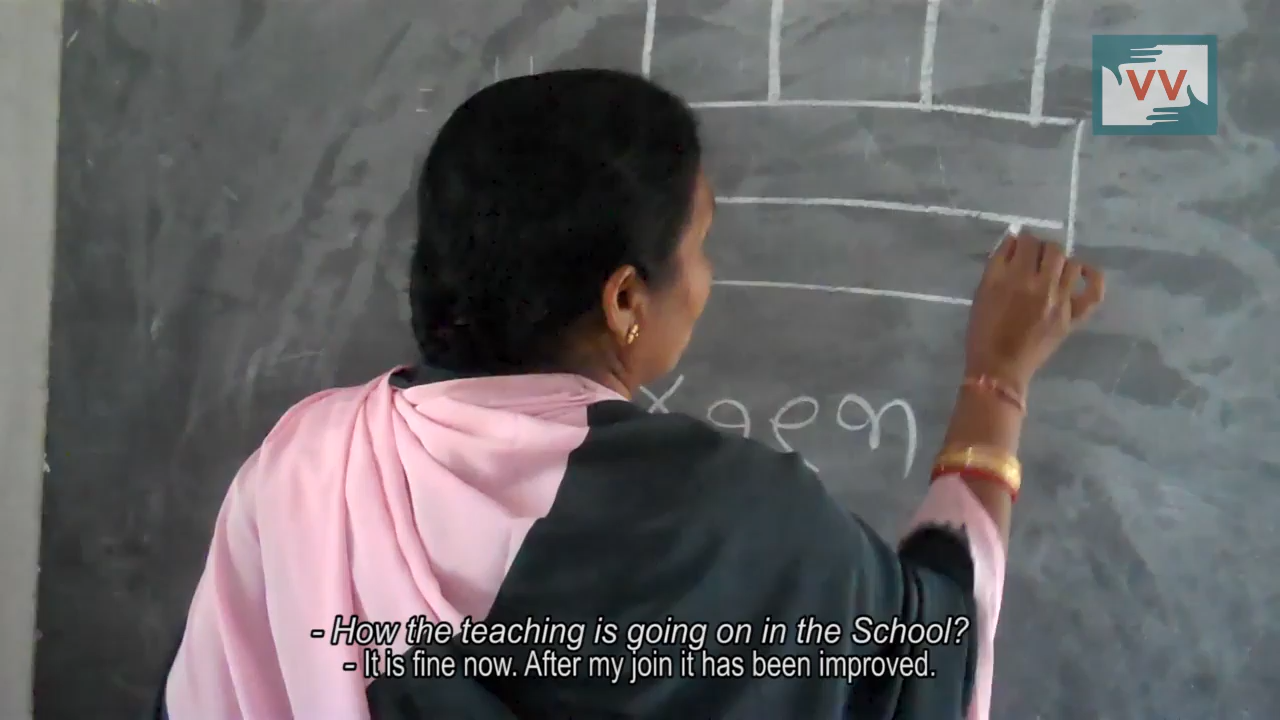 VV
- How the teaching is going on in the School?
- It is fine now. After my join it has been improved.